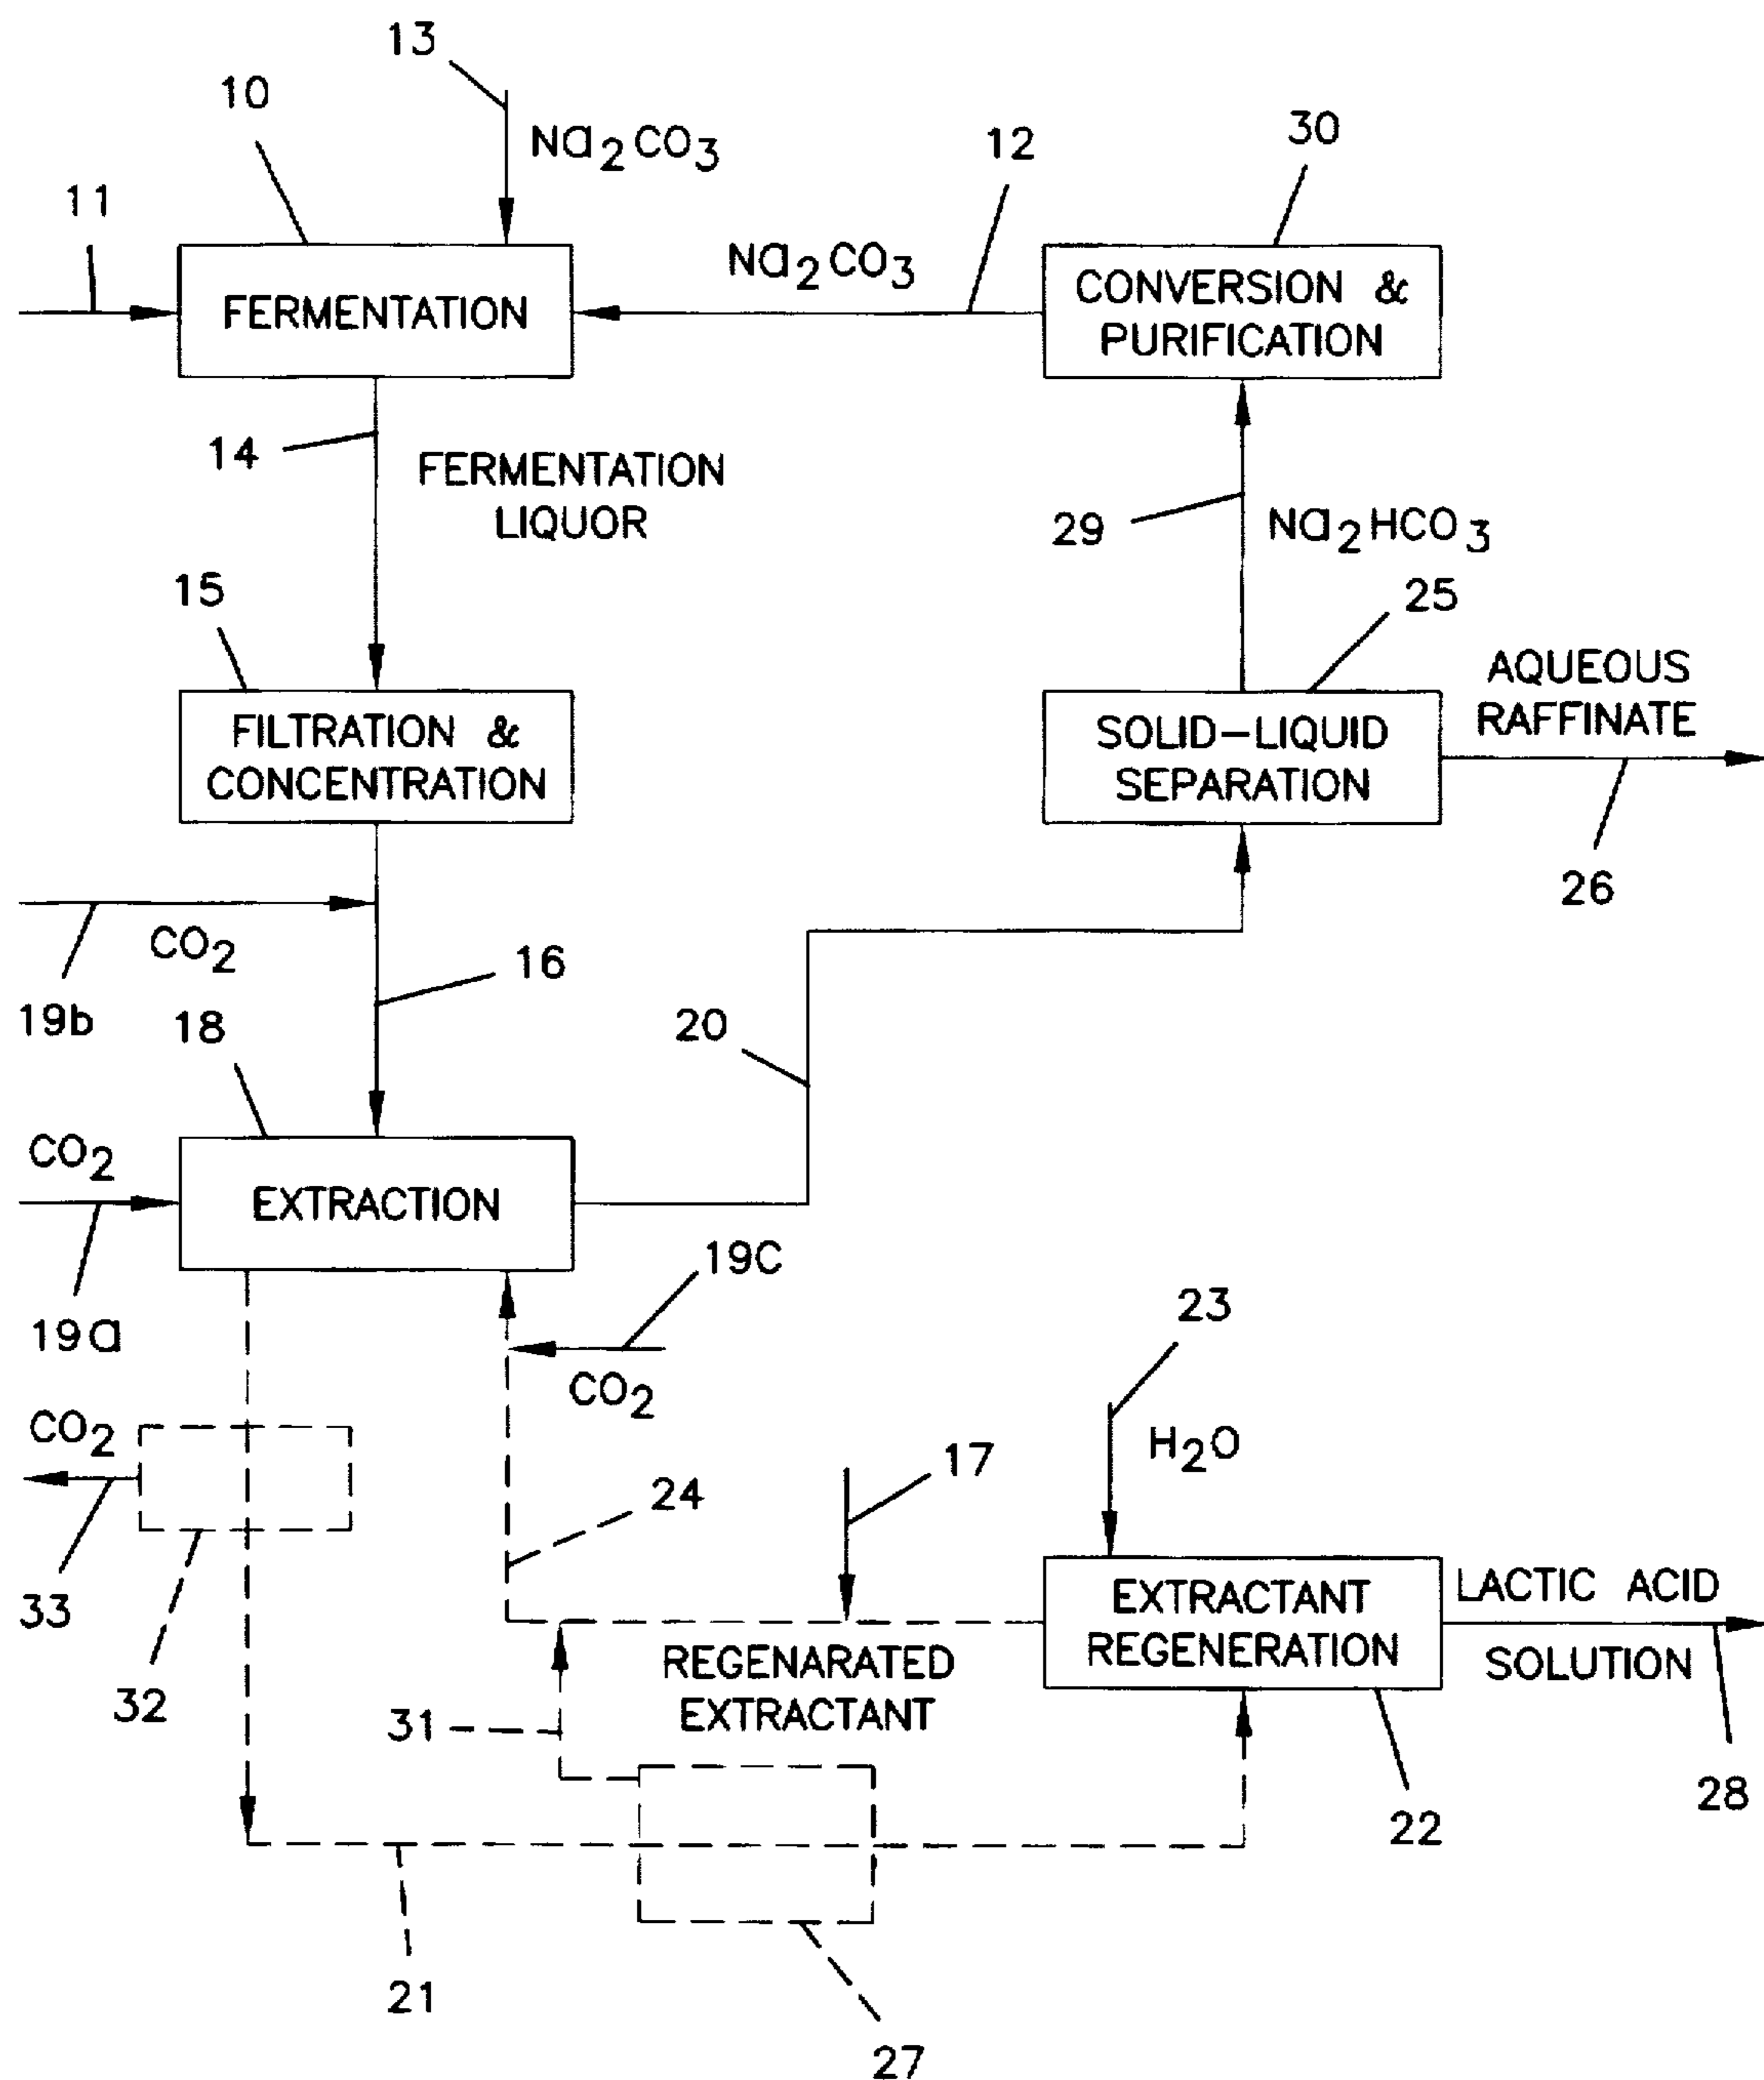 13
10
Na2CO3
12
30
11
Na2CO3
FERMENTATION
CONVERSION &
PURIFICATION
14
FERMENTATION
LIQUOR
29
Na2HCO3
15
25
FILTRATION &
CONCENTRATION
SOLID-LIQUID
SEPARATION
AQUEOUS
RAFFINATE
26
CO2
19b
16
18
20
CO2
EXTRACTION
19a
19C
CO2
23
H2O
CO2
33
32
24
17
EXTRACTANT
REGENERATION
LACTIC ACID
SOLUTION
REGENARATED
EXTRACTANT
31
22
28
21
27